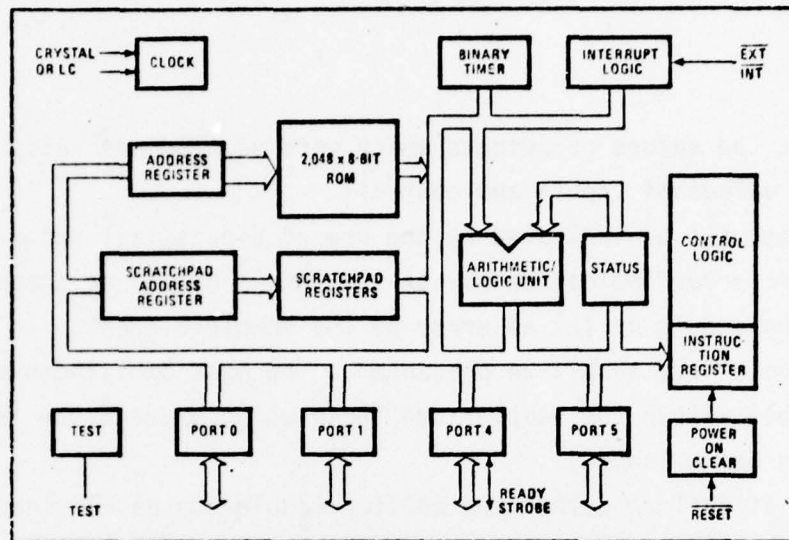 CRYSTAL
OR LC
CLOCK
BINARY
TIMER
INTERRUPT
LOGIC
EXT
INT
ADDRESS
REGISTER
2,048 x 8-BIT
ROM
SCRATCHPAD
ADDRESS
REGISTER
SCRATCHPAD
REGISTERS
ARITHMETIC/
LOGIC UNIT
STATUS
CONTROL
LOGIC
INSTRUC
TION
REGISTER
TEST
PORT 0
PORT 1
PORT 4
PORT 5
POWER
ON
CLEAR
TEST
READY
STROBE
RESET